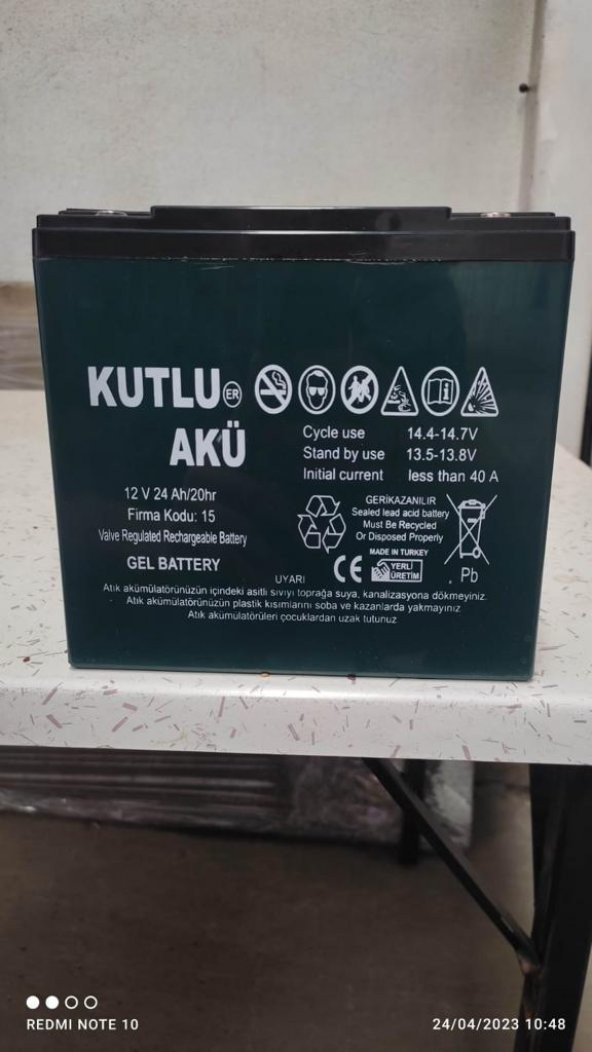 KUTLU ER
AKÜ
Cycle use 14.4-14.7V
Stand by use 13.5-13.8V
Initial current less than 40 A
12 V 24 Ah/20hr
Firma Kodu: 15
Valve Regulated Rechargeable Battery
GEL BATTERY
GERİKAZANILIR
Sealed lead acid battery
Must Be Recycled
Or Disposed Properly
MADE IN TURKEY
CE
YERLİ
ÜRETİM
. Pb
UYARI
Atık akümülatörünüzün içindeki asitli sıvıyı toprağa suya, kanalizasyona dökmeyiniz.
Atık akümülatörünüzün plastik kısımlarını soba ve kazanlarda yakmayınız
Atık akümülatörleri çocuklardan uzak tutunuz
REDMI NOTE 10
24/04/2023 10:48